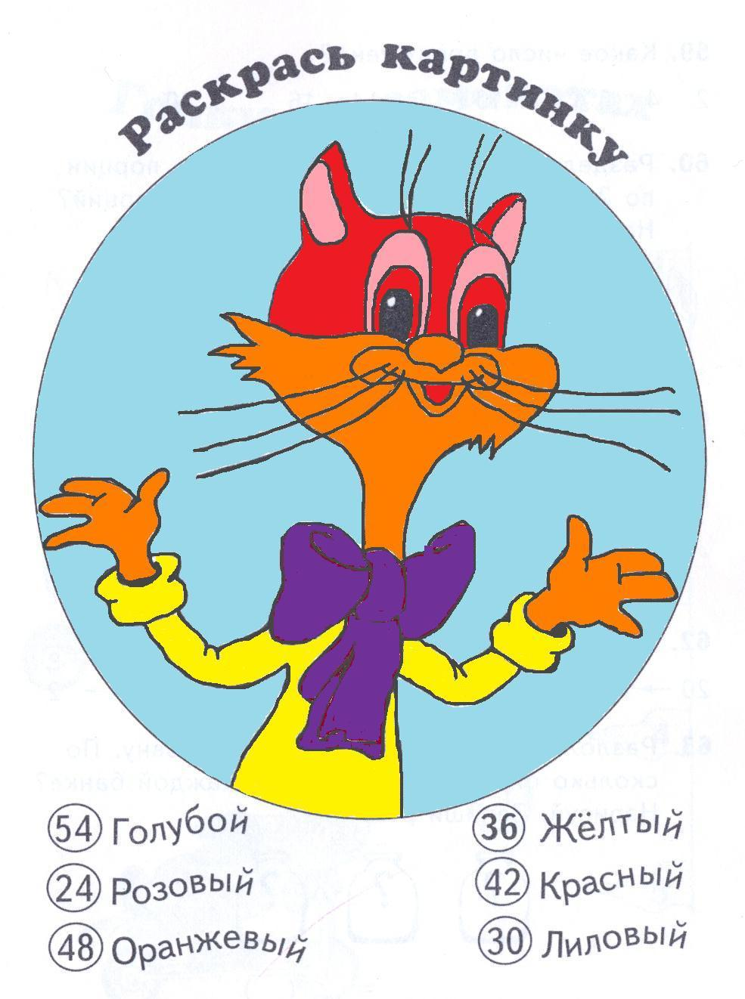 Раскрась картинку
54 Голубой
36 Жёлтый
24 Розовый
42 Красный
48 Оранжевый
30 Лиловый